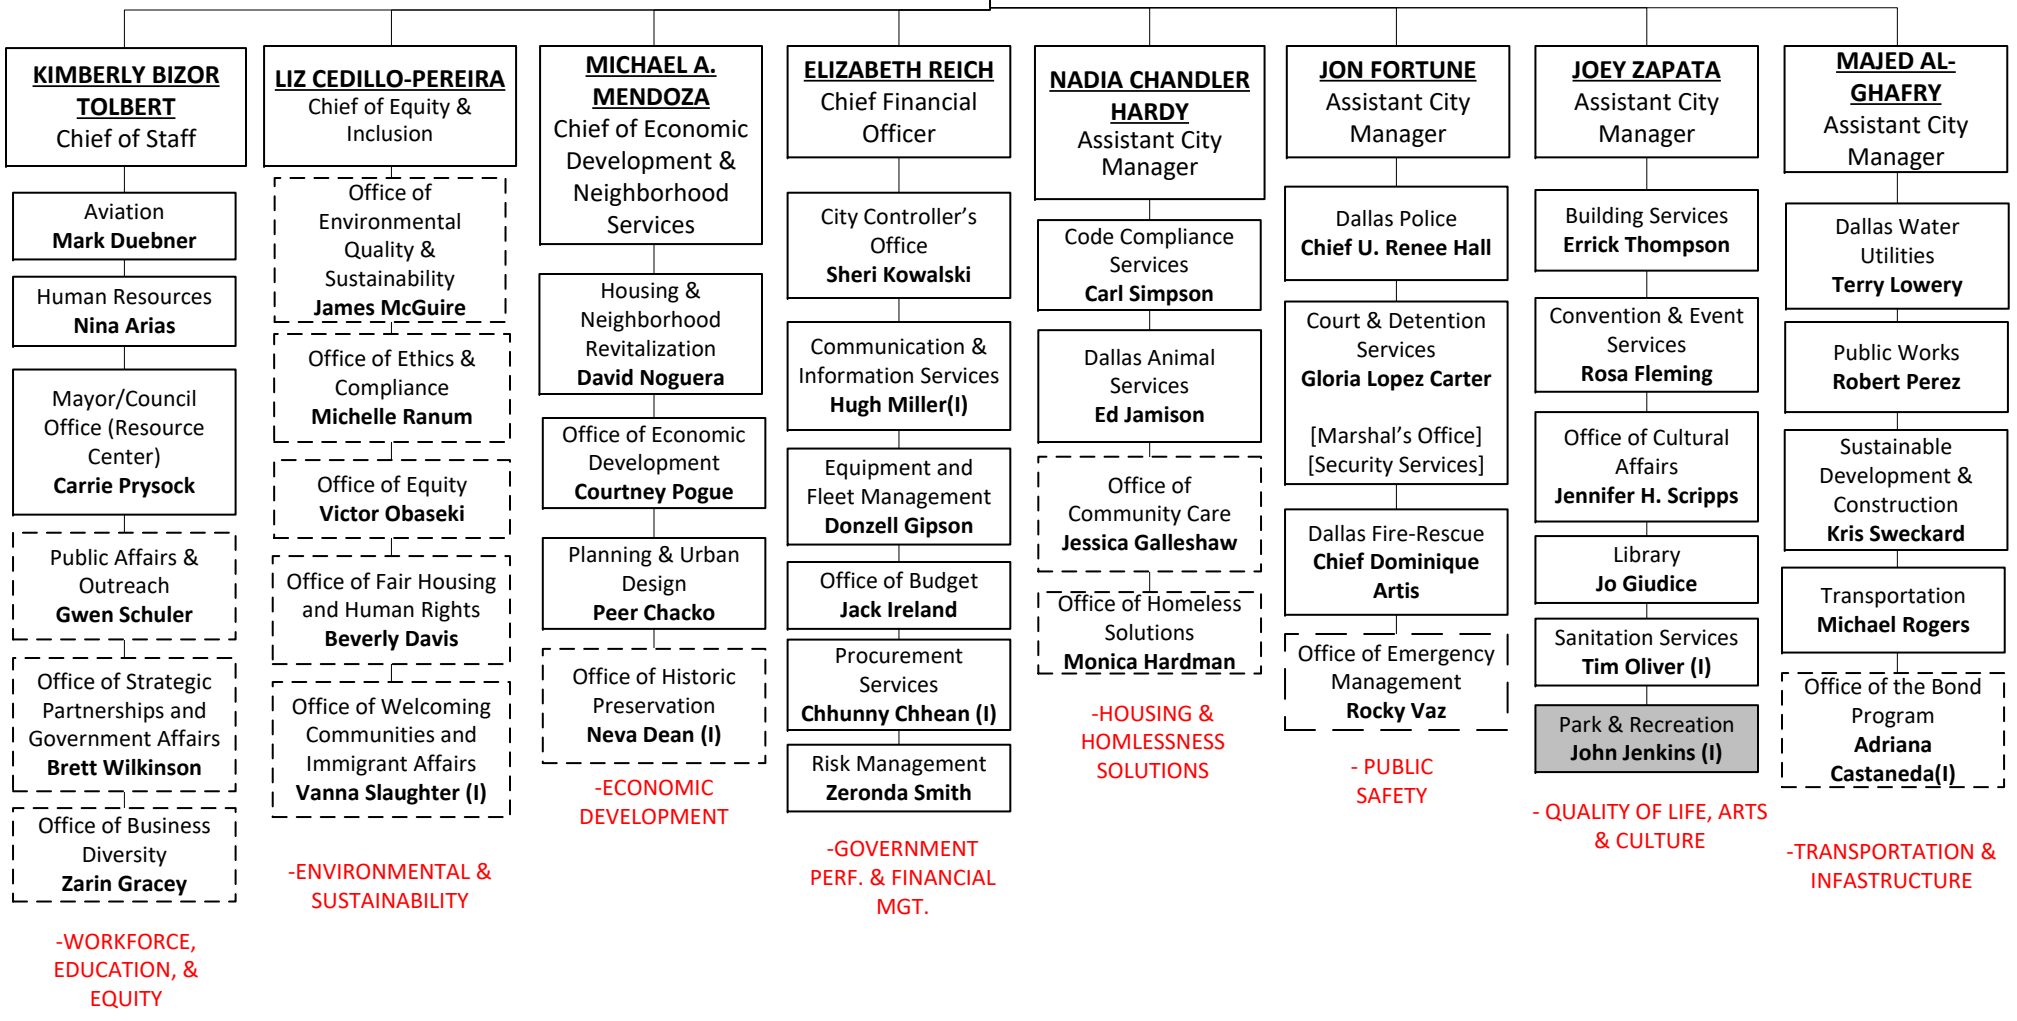 KIMBERLY BIZOR
TOLBERT
Chief of Staff
Aviation
Mark Duebner
Human Resources
Nina Arias
Mayor/Council
Office (Resource
Center)
Carrie Prysock
Public Affairs &
Outreach
Gwen Schuler
Office of Strategic
Partnerships and
Government Affairs
Brett Wilkinson
Office of Business
Diversity
Zarin Gracey
-WORKFORCE,
EDUCATION, &
EQUITY
LIZ CEDILLO-PEREIRA
Chief of Equity &
Inclusion
Office of
Environmental
Quality &
Sustainability
James McGuire
Office of Ethics &
Compliance
Michelle Ranum
Office of Equity
Victor Obaseki
Office of Fair Housing
and Human Rights
Beverly Davis
Office of Welcoming
Communities and
Immigrant Affairs
Vanna Slaughter (I)
-ENVIRONMENTAL &
SUSTAINABILITY
MICHAEL A.
MENDOZA
Chief of Economic
Development &
Neighborhood
Services
Housing &
Neighborhood
Revitalization
David Noguera
Office of Economic
Development
Courtney Pogue
Planning & Urban
Design
Peer Chacko
Office of Historic
Preservation
Neva Dean (I)
-ECONOMIC
DEVELOPMENT
ELIZABETH REICH
Chief Financial
Officer
City Controller’s
Office
Sheri Kowalski
Communication &
Information Services
Hugh Miller(I)
Equipment and
Fleet Management
Donzell Gipson
Office of Budget
Jack Ireland
Procurement
Services
Chhunny Chhean (I)
Risk Management
Zeronda Smith
-GOVERNMENT
PERF. & FINANCIAL
MGT.
NADIA CHANDLER
HARDY
Assistant City
Manager
Code Compliance
Services
Carl Simpson
Dallas Animal
Services
Ed Jamison
Office of
Community Care
Jessica Galleshaw
Office of Homeless
Solutions
Monica Hardman
-HOUSING &
HOMLESSNESS
SOLUTIONS
JON FORTUNE
Assistant City
Manager
Dallas Police
Chief U. Renee Hall
Court & Detention
Services
Gloria Lopez Carter
[Marshal’s Office]
[Security Services]
Dallas Fire-Rescue
Chief Dominique
Artis
Office of Emergency
Management
Rocky Vaz
- PUBLIC
SAFETY
JOEY ZAPATA
Assistant City
Manager
Building Services
Errick Thompson
Convention & Event
Services
Rosa Fleming
Office of Cultural
Affairs
Jennifer H. Scripps
Library
Jo Giudice
Sanitation Services
Tim Oliver (I)
Park & Recreation
John Jenkins (I)
- QUALITY OF LIFE, ARTS
& CULTURE
MAJED AL-
GHAFRY
Assistant City
Manager
Dallas Water
Utilities
Terry Lowery
Public Works
Robert Perez
Sustainable
Development &
Construction
Kris Sweckard
Transportation
Michael Rogers
Office of the Bond
Program
Adriana
Castaneda(I)
-TRANSPORTATION &
INFASTRUCTURE